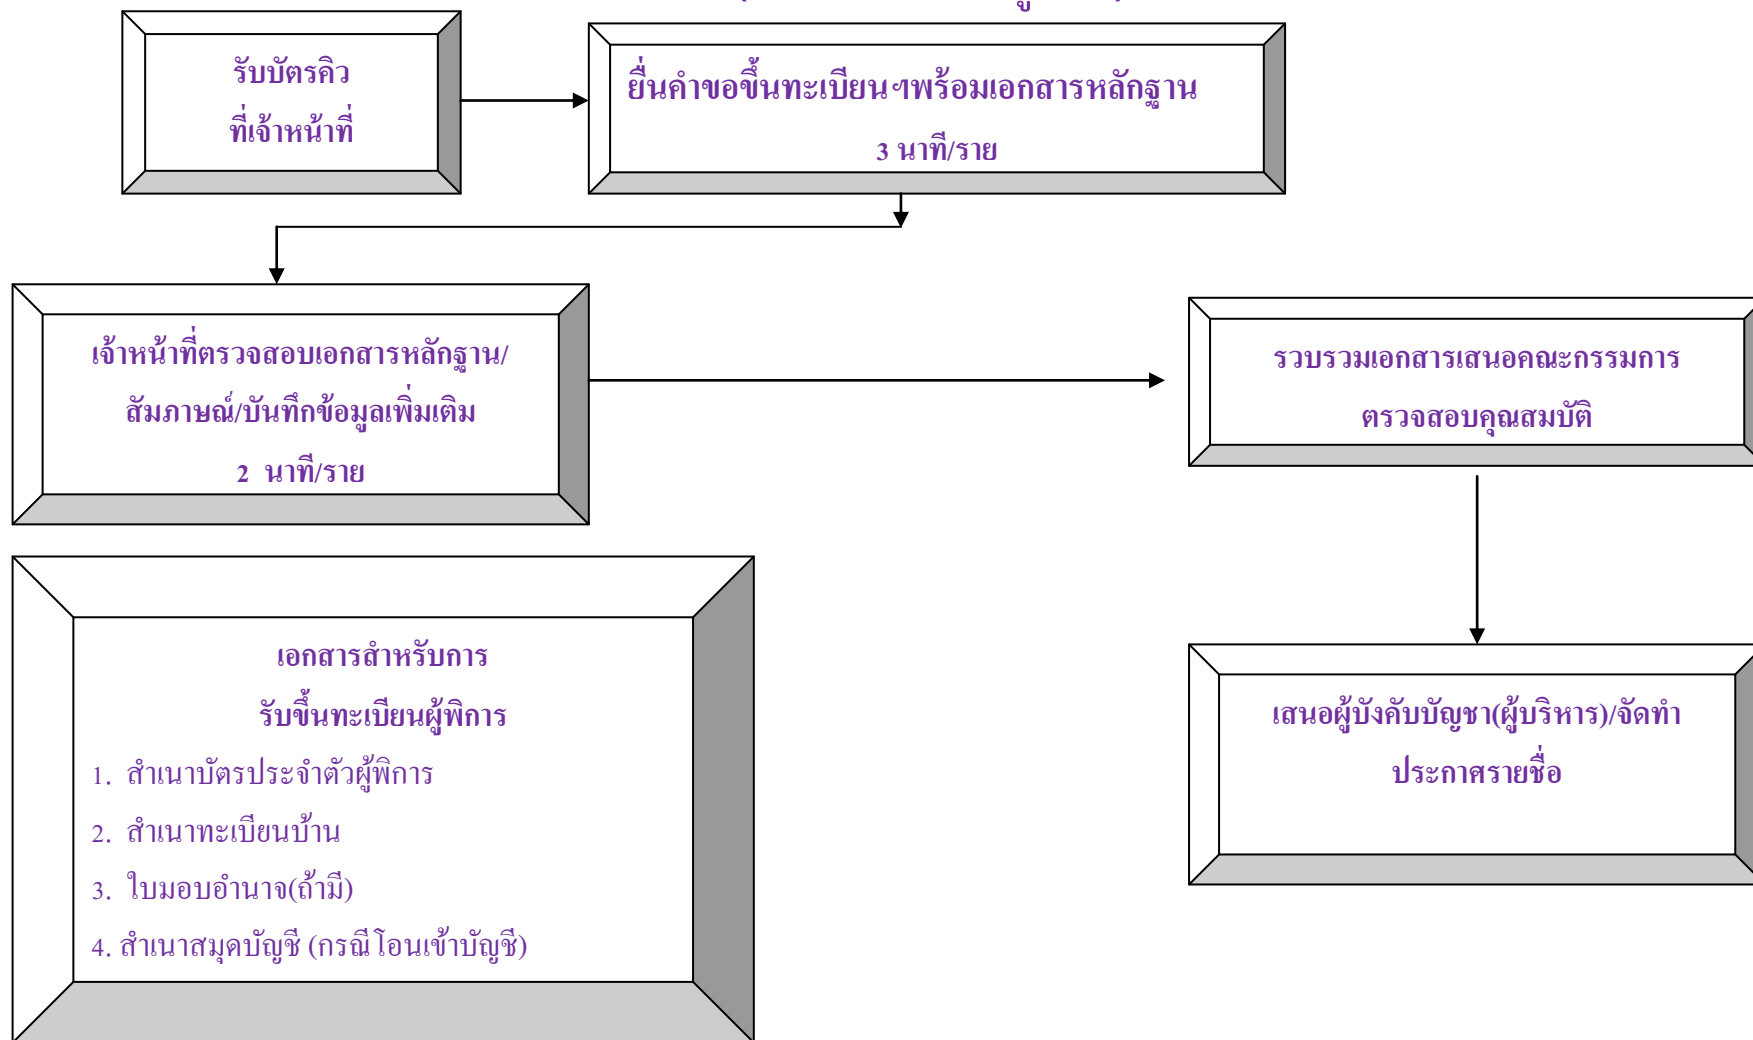 รับบัตรคิว
ที่เจ้าหน้าที่
ยื่นคำขอขึ้นทะเบียนฯพร้อมเอกสารหลักฐาน
3 นาที/ราย
เจ้าหน้าที่ตรวจสอบเอกสารหลักฐาน/
สัมภาษณ์/บันทึกข้อมูลเพิ่มเติม
2 นาที/ราย
รวบรวมเอกสารเสนอคณะกรรมการ
ตรวจสอบคุณสมบัติ
เสนอผู้บังคับบัญชา(ผู้บริหาร)/จัดทำ
ประกาศรายชื่อ
เอกสารสำหรับการ
รับขึ้นทะเบียนผู้พิการ
1. สำเนาบัตรประจำตัวผู้พิการ
2. สำเนาทะเบียนบ้าน
3. ใบมอบอำนาจ(ถ้ามี)
4. สำเนาสมุดบัญชี (กรณีโอนเข้าบัญชี)